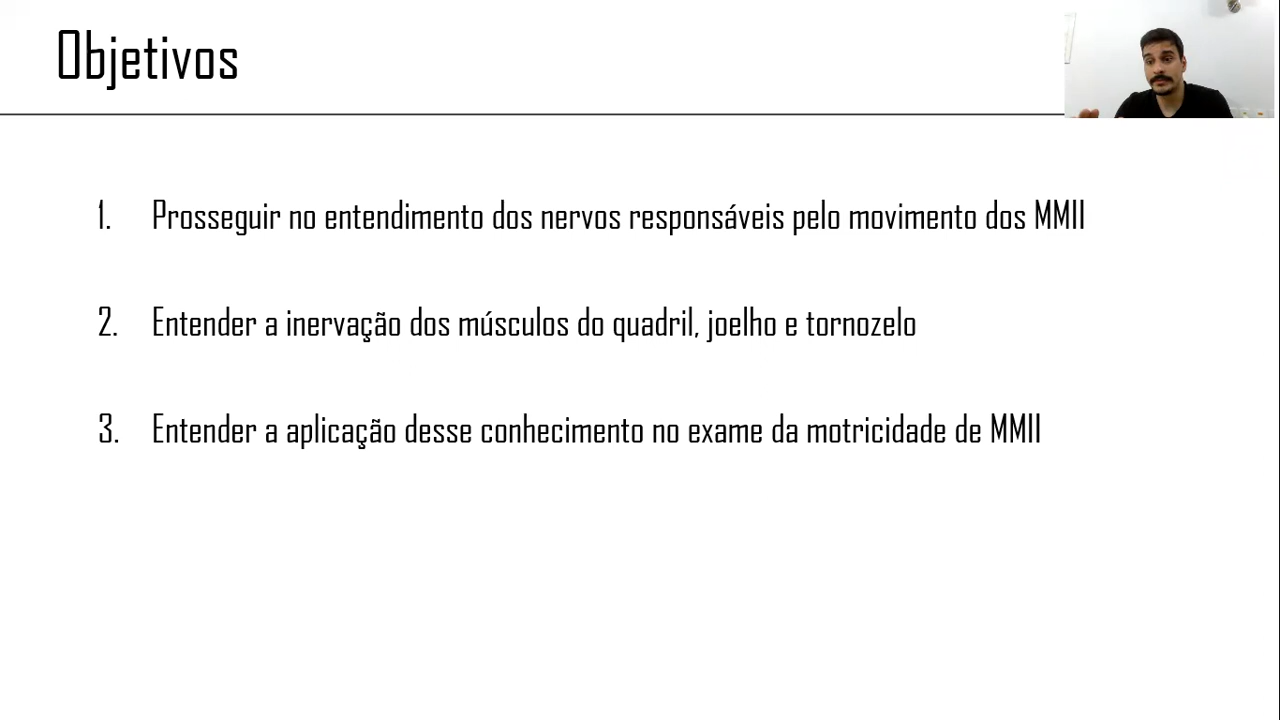 Objetivos
1. Prosseguir no entendimento dos nervos responsáveis pelo movimento dos MMII
2. Entender a inervação dos músculos do quadril, joelho e tornozelo
3. Entender a aplicação desse conhecimento no exame da motricidade de MMII